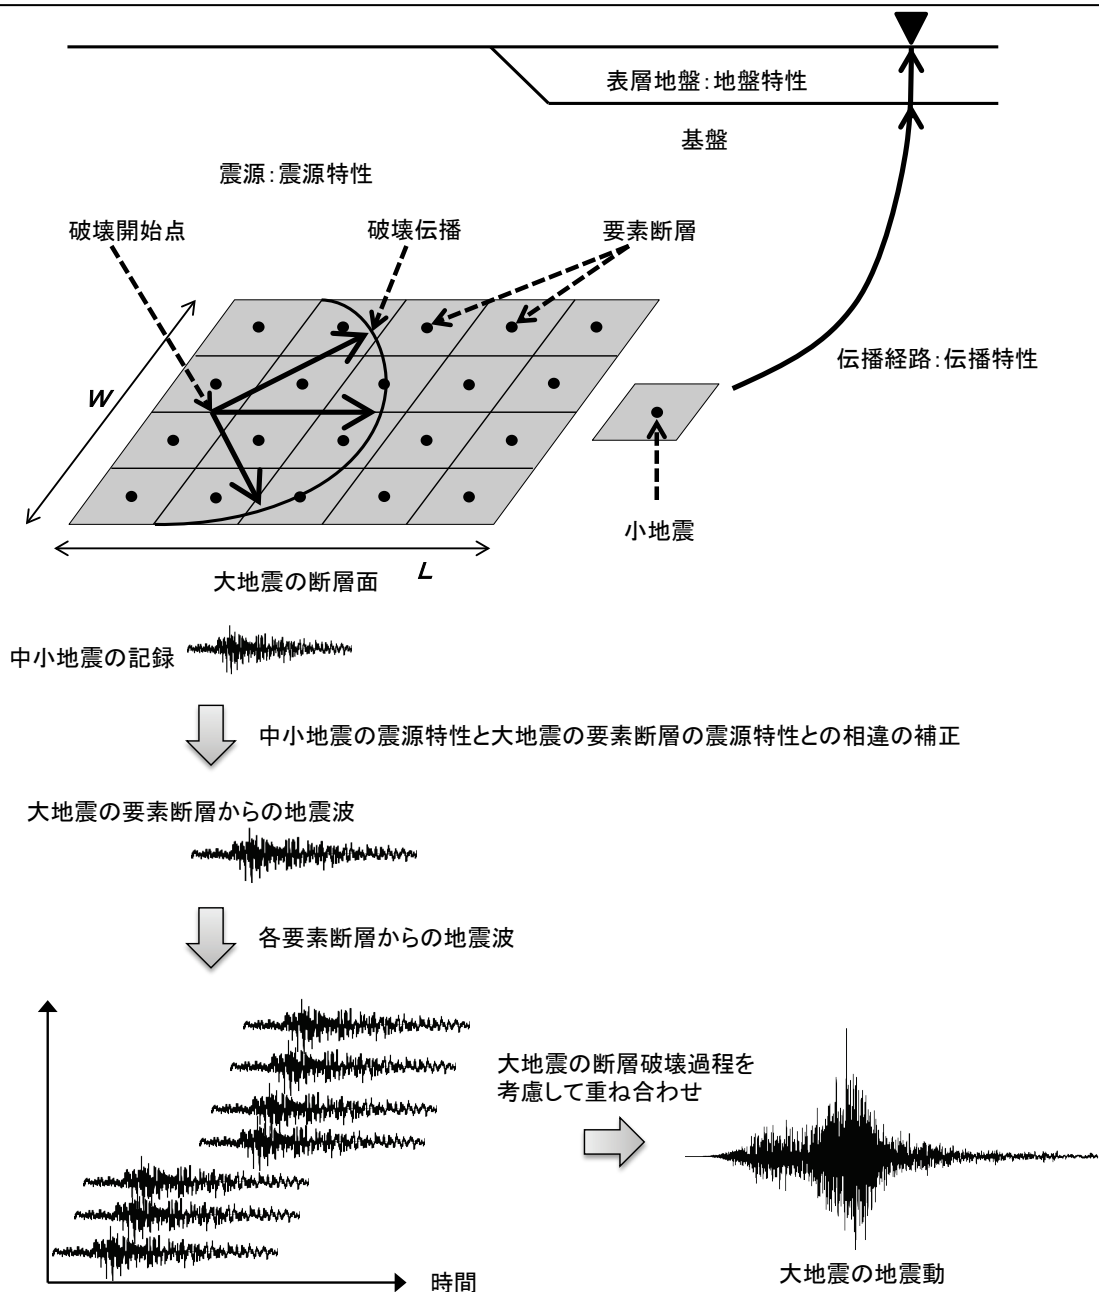 表層地盤：地盤特性
基盤
震源：震源特性
破壊開始点
破壊伝播
要素断層
伝播経路：伝播特性
W
小地震
L
大地震の断層面
中小地震の記録
中小地震の震源特性と大地震の要素断層の震源特性との相違の補正
大地震の要素断層からの地震波
各要素断層からの地震波
大地震の断層破壊過程を
考慮して重ね合わせ
時間
大地震の地震動